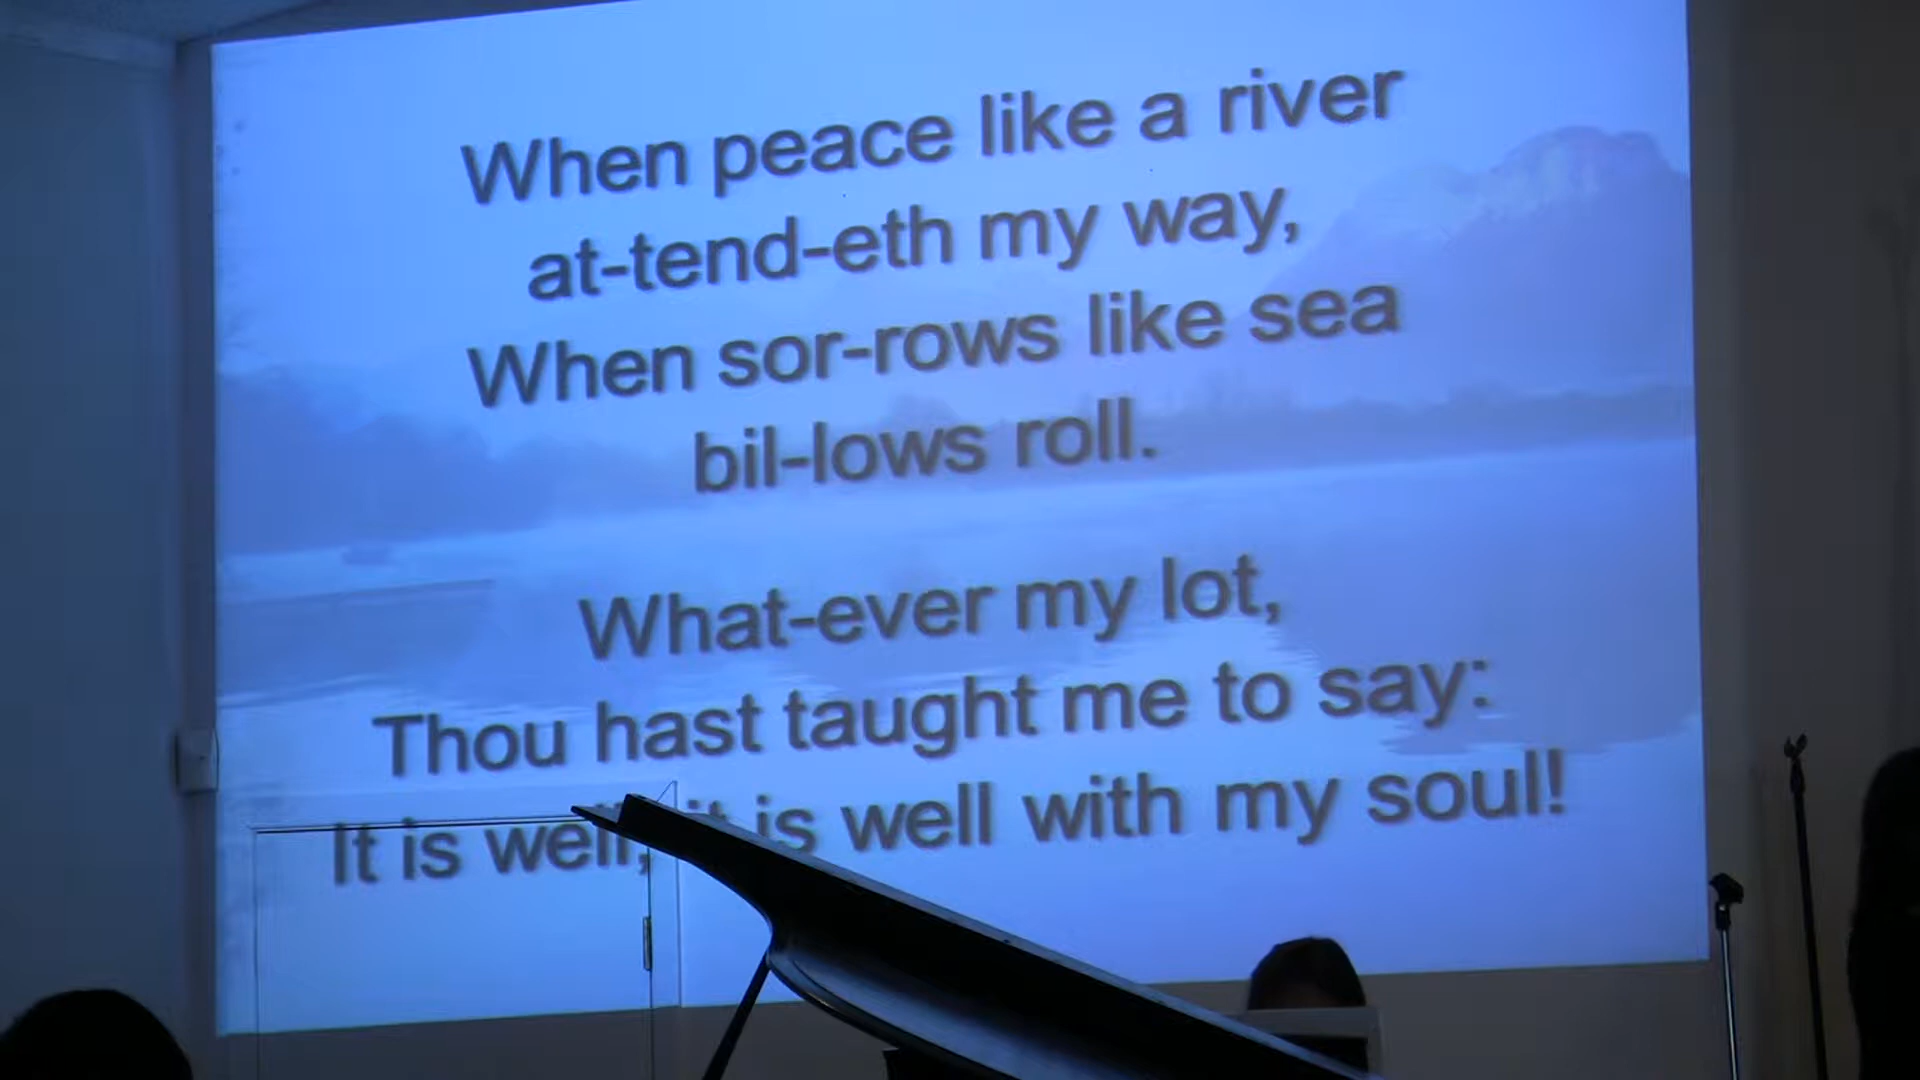 When peace like a river
at-tend-eth my way,
When sor-rows like sea
bil-lows roll.
What-ever my lot,
Thou hast taught me to say:
It is well, it is well with my soul!